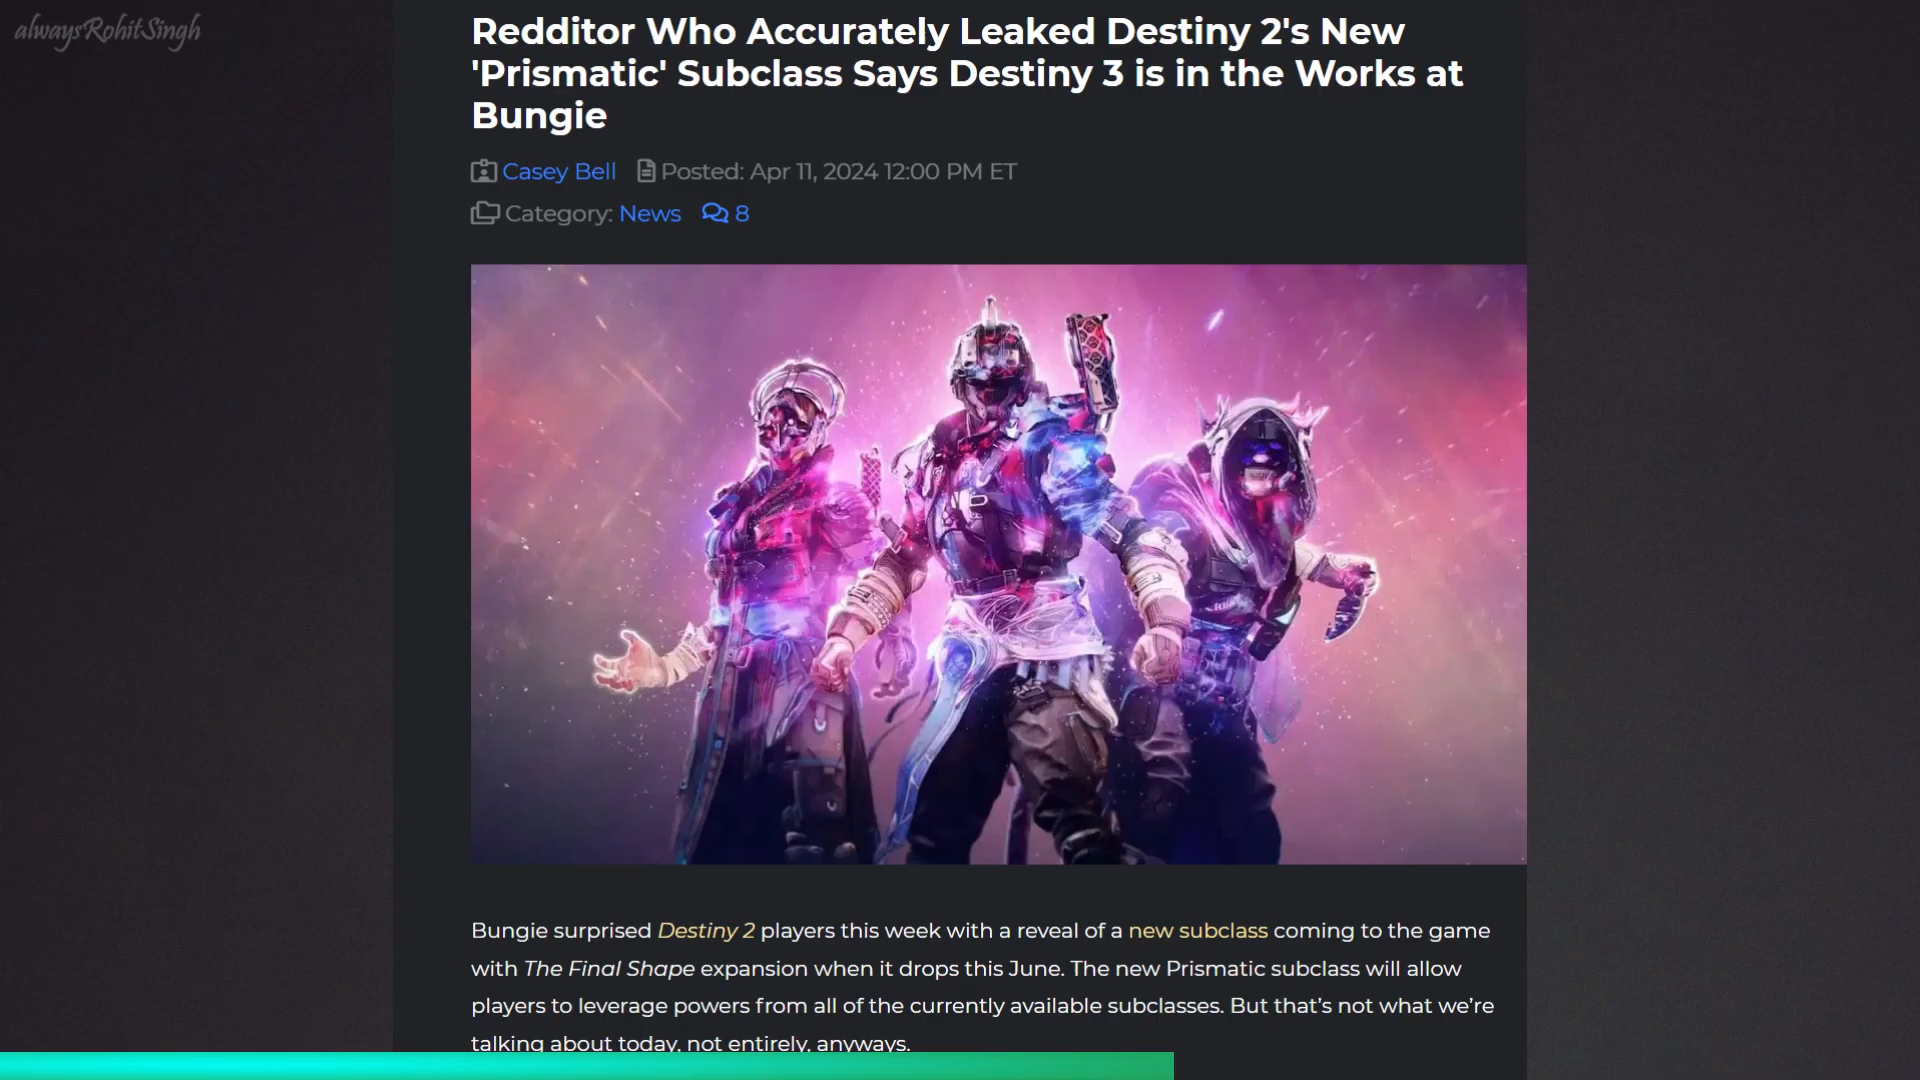 alwaysRohitSingh
Redditor Who Accurately Leaked Destiny 2's New
'Prismatic' Subclass Says Destiny 3 is in the Works at
Bungie
Casey Bell Posted: Apr 11, 2024 12:00 PM ET
Category: News 8
Bungie surprised Destiny 2 players this week with a reveal of a new subclass coming to the game
with The Final Shape expansion when it drops this June. The new Prismatic subclass will allow
players to leverage powers from all of the currently available subclasses. But that’s not what we’re
talking about today, not entirely, anyways.